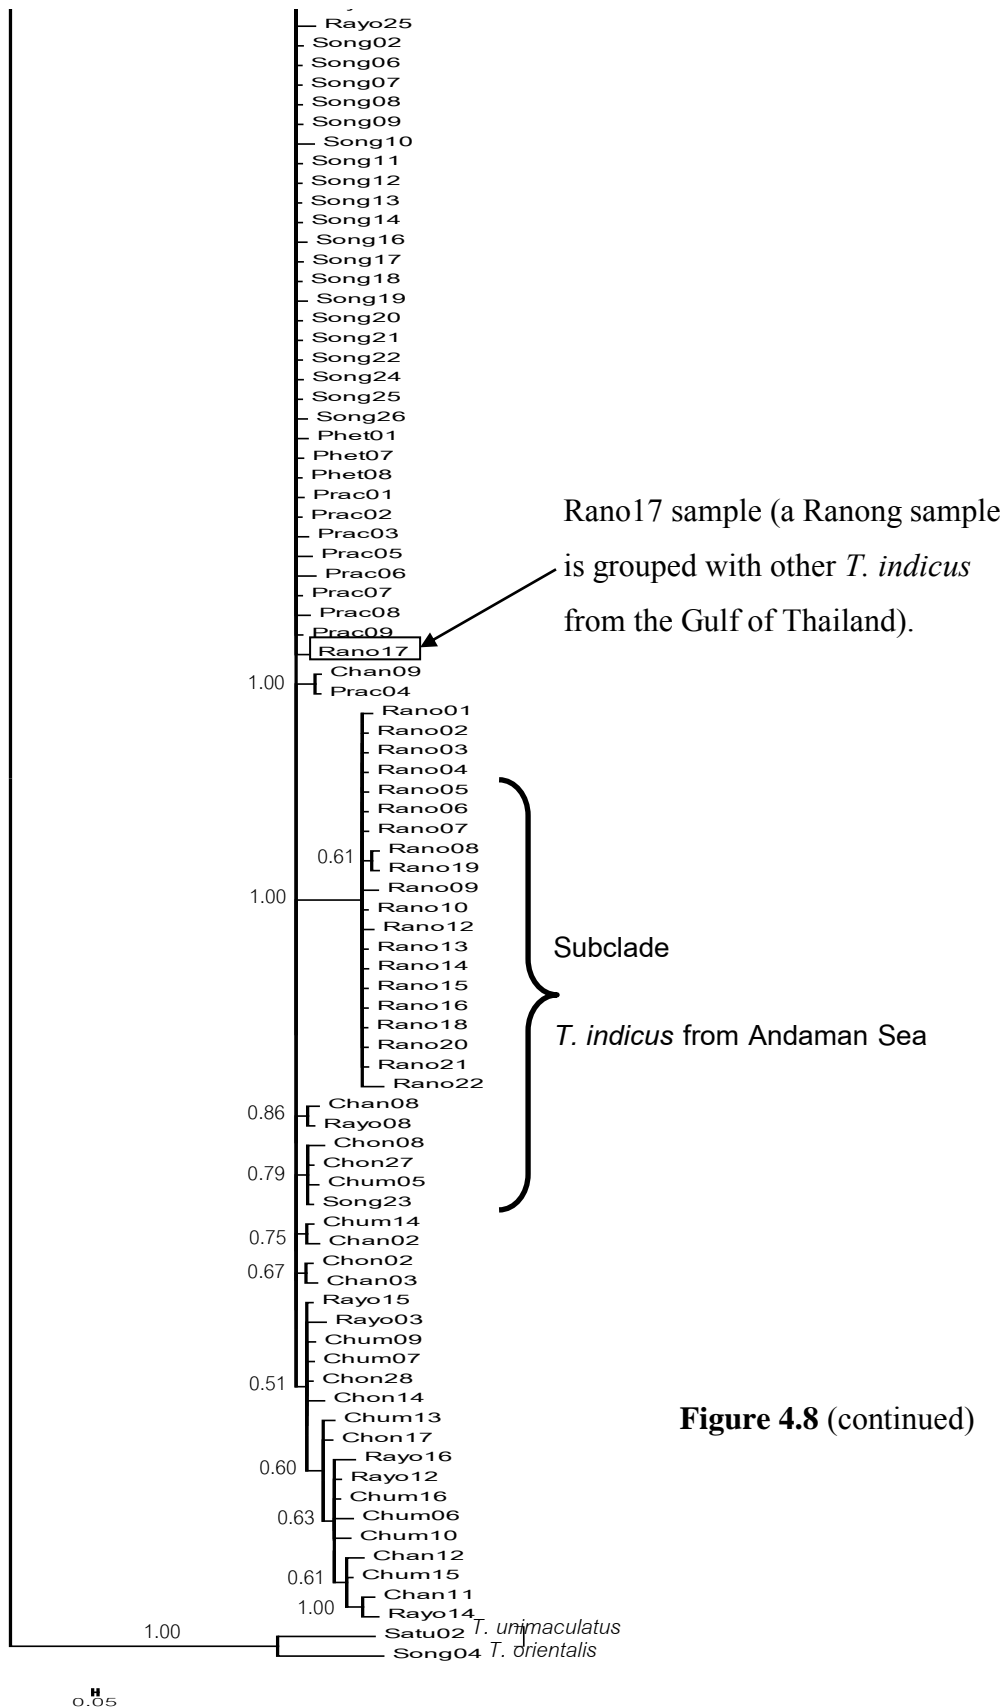 Rayo25
Song02
Song06
Song07
Song08
Song09
Song10
Song11
Song12
Song13
Song14
Song16
Song17
Song18
Song19
Song20
Song21
Song22
Song24
Song25
Song26
Phet01
Phet07
Phet08
Prac01
Prac02
Prac03
Prac05
Prac06
Prac07
Prac08
Prac09
Rano17
Rano17 sample (a Ranong sample
is grouped with other T. indicus
from the Gulf of Thailand).
1.00
Chan09
Prac04
Rano01
Rano02
Rano03
Rano04
Rano05
Rano06
Rano07
0.61
Rano08
Rano19
Rano09
1.00
Rano10
Rano12
Rano13
Rano14
Rano15
Rano16
Rano18
Rano20
Rano21
Rano22
Subclade
T. indicus from Andaman Sea
0.86
Chan08
Rayo08
Chon08
Chon27
0.79
Chum05
Song23
Chum14
0.75
Chan02
Chon02
0.67
Chan03
Rayo15
Rayo03
Chum09
Chum07
0.51
Chon28
Chon14
Figure 4.8 (continued)
Chum13
Chon17
Rayo16
0.60
Rayo12
Chum16
0.63
Chum06
Chum10
Chan12
0.61
Chum15
Chan11
1.00
Rayo14
1.00
Satu02 T. unimaculatus
Song04 T. orientalis
0.05